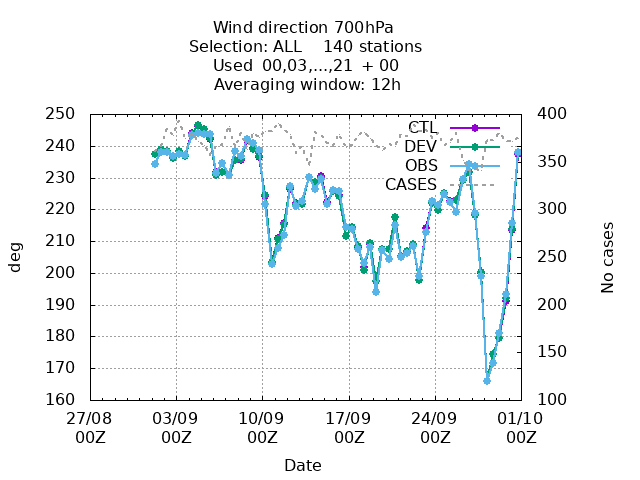 Wind direction 700hPa
Selection: ALL 140 stations
Used 00,03,...,21 + 00
Averaging window: 12h
250
240
230
220
210
200
190
180
170
160
deg
400
350
300
250
200
150
100
No cases
CTL
DEV
OBS
CASES
27/08 03/09 10/09 17/09 24/09 01/10
00Z 00Z 00Z 00Z 00Z 00Z
Date